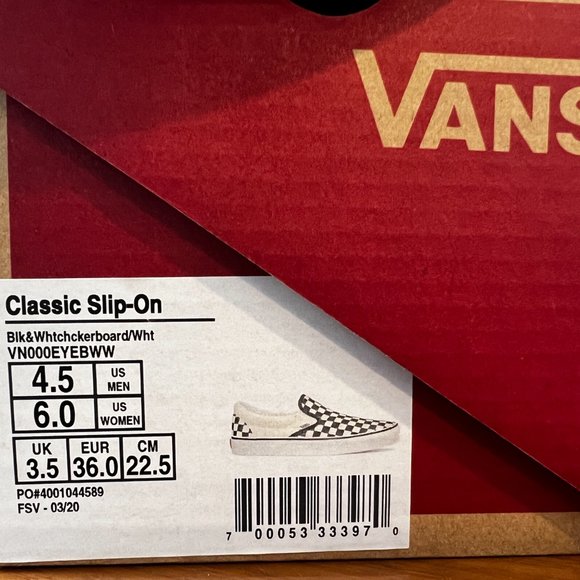 VANS
Classic Slip-On
Blk&Whtchckerboard/Wht
VN000EYEBWW
4.5 US MEN
6.0 US WOMEN
UK EUR CM
3.5 36.0 22.5
PO#4001044589
FSV - 03/20
7 00053 33397 0